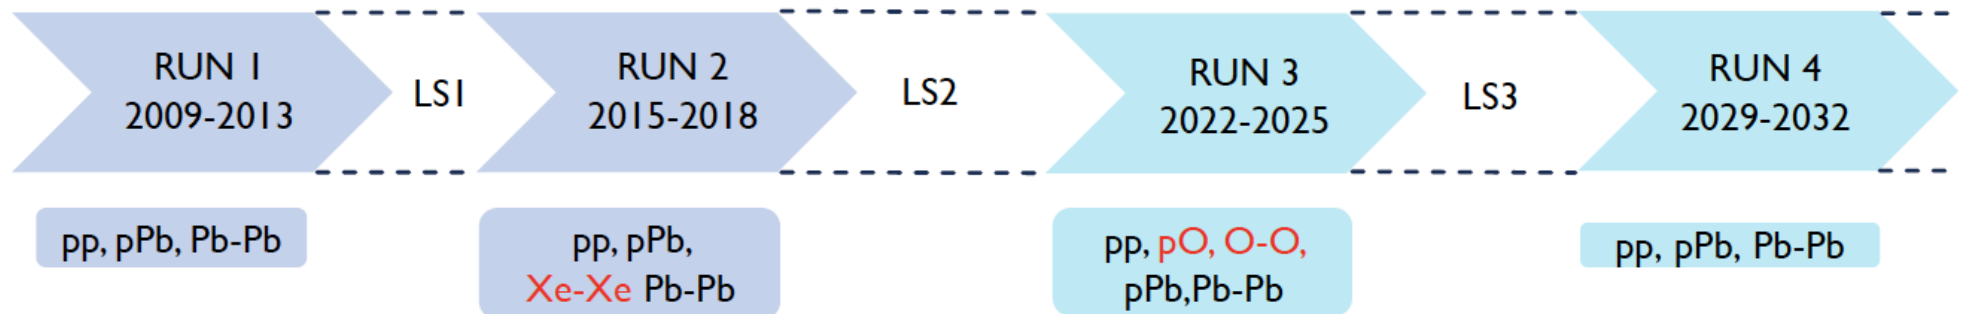 RUN 1
2009-2013
LS1
RUN 2
2015-2018
LS2
RUN 3
2022-2025
LS3
RUN 4
2029-2032
pp, pPb, Pb-Pb
pp, pPb,
Xe-Xe Pb-Pb
pp, pO, O-O,
pPb,Pb-Pb
pp, pPb, Pb-Pb